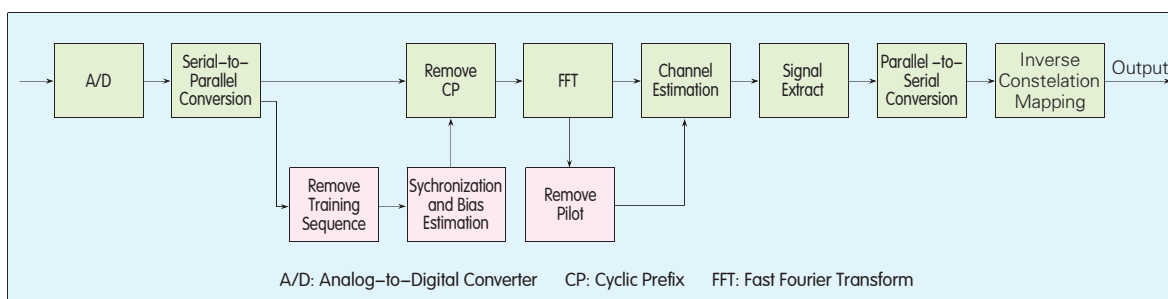 A/D
Serial-to-
Parallel
Conversion
Remove
CP
FFT
Channel
Estimation
Signal
Extract
Parallel -to-
Serial
Conversion
Inverse
Constelation
Mapping
Output
Remove
Training
Sequence
Sychronization
and Bias
Estimation
Remove
Pilot
A/D: Analog-to-Digital Converter CP: Cyclic Prefix FFT: Fast Fourier Transform